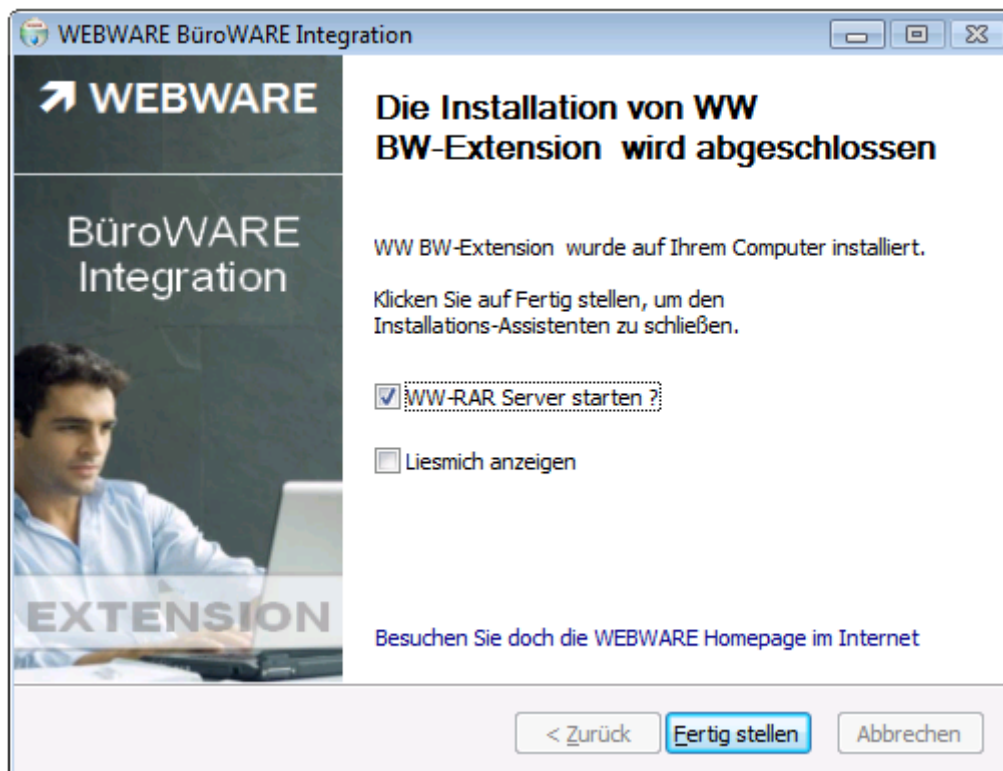 WEBWARE BüroWARE Integration
WEBWARE
BüroWARE
Integration
EXTENSION
Die Installation von WW
BW-Extension wird abgeschlossen
WW BW-Extension wurde auf Ihrem Computer installiert.
Klicken Sie auf Fertig stellen, um den
Installations-Assistenten zu schließen.
WW-RAR Server starten ?
Liesmich anzeigen
Besuchen Sie doch die WEBWARE Homepage im Internet
< Zurück
Fertig stellen
Abbrechen